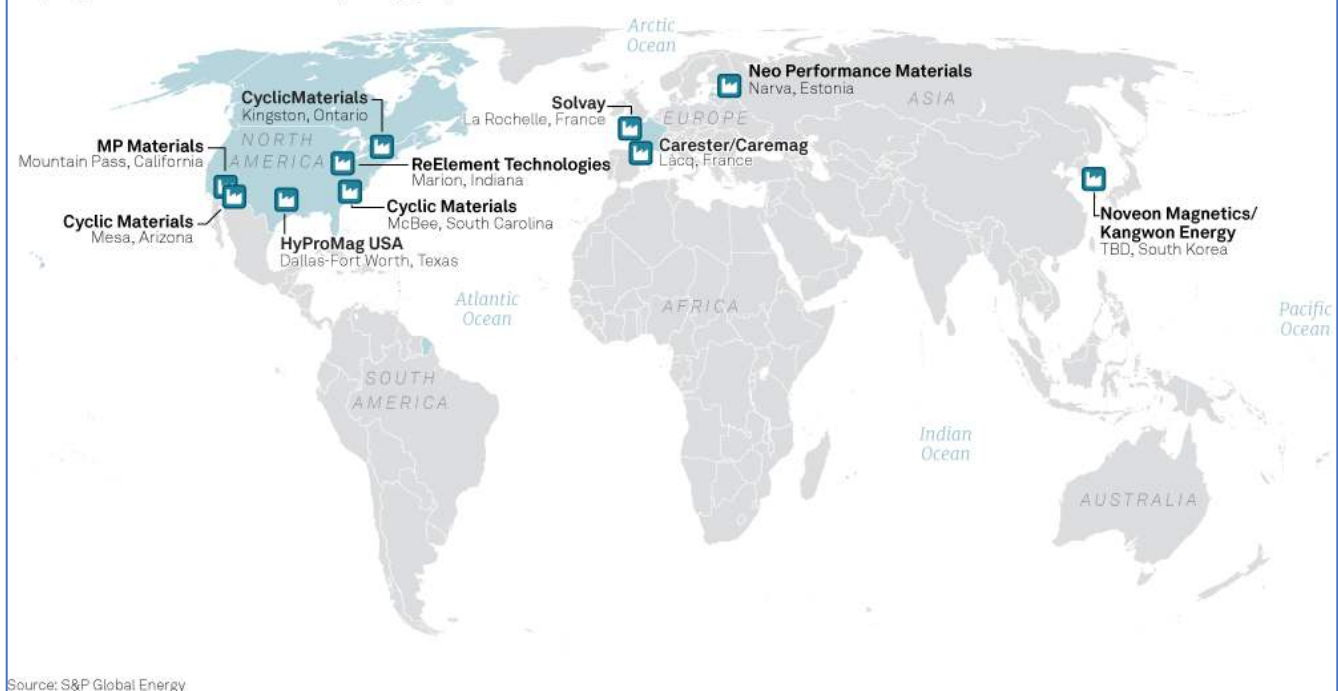 Arctic
Ocean
Neo Performance Materials
Narva, Estonia
ASIA
CyclicMaterials
Kingston, Ontario
Solvay
La Rochelle, France
EUROPE
NORTH
AMERICA
MP Materials
Mountain Pass, California
Carester/Caremag
Lacq, France
ReElement Technologies
Marion, Indiana
Cyclic Materials
McBee, South Carolina
Cyclic Materials
Mesa, Arizona
Noveon Magnetics/
Kangwon Energy
TBD, South Korea
HyProMag USA
Dallas-Fort Worth, Texas
Atlantic
Ocean
AFRICA
Pacific
Ocean
SOUTH
AMERICA
Indian
Ocean
AUSTRALIA
Source: S&P Global Energy